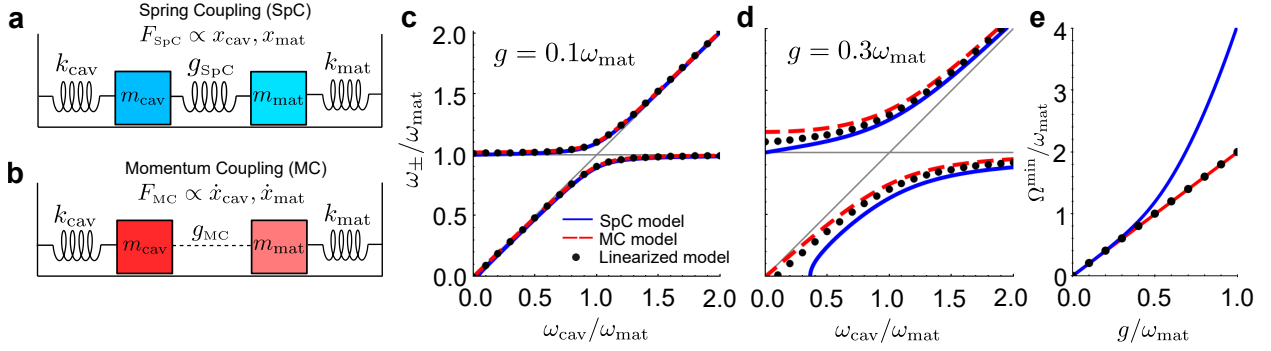 a
Spring Coupling (SpC)
F_SpC ∝ x_cav, x_mat
k_cav
g_SpC
k_mat
m_cav
m_mat
b
Momentum Coupling (MC)
F_MC ∝ ẋ_cav, ẋ_mat
k_cav
g_MC
k_mat
m_cav
m_mat
c
g = 0.1ω_mat
ω_±/ω_mat
2.0
1.5
1.0
0.5
0.0
SpC model
MC model
Linearized model
0.0 0.5 1.0 1.5 2.0
ω_cav/ω_mat
d
g = 0.3ω_mat
0.0 0.5 1.0 1.5 2.0
ω_cav/ω_mat
e
Ω^min/ω_mat
4
3
2
1
0
0.0 0.5 1.0
g/ω_mat